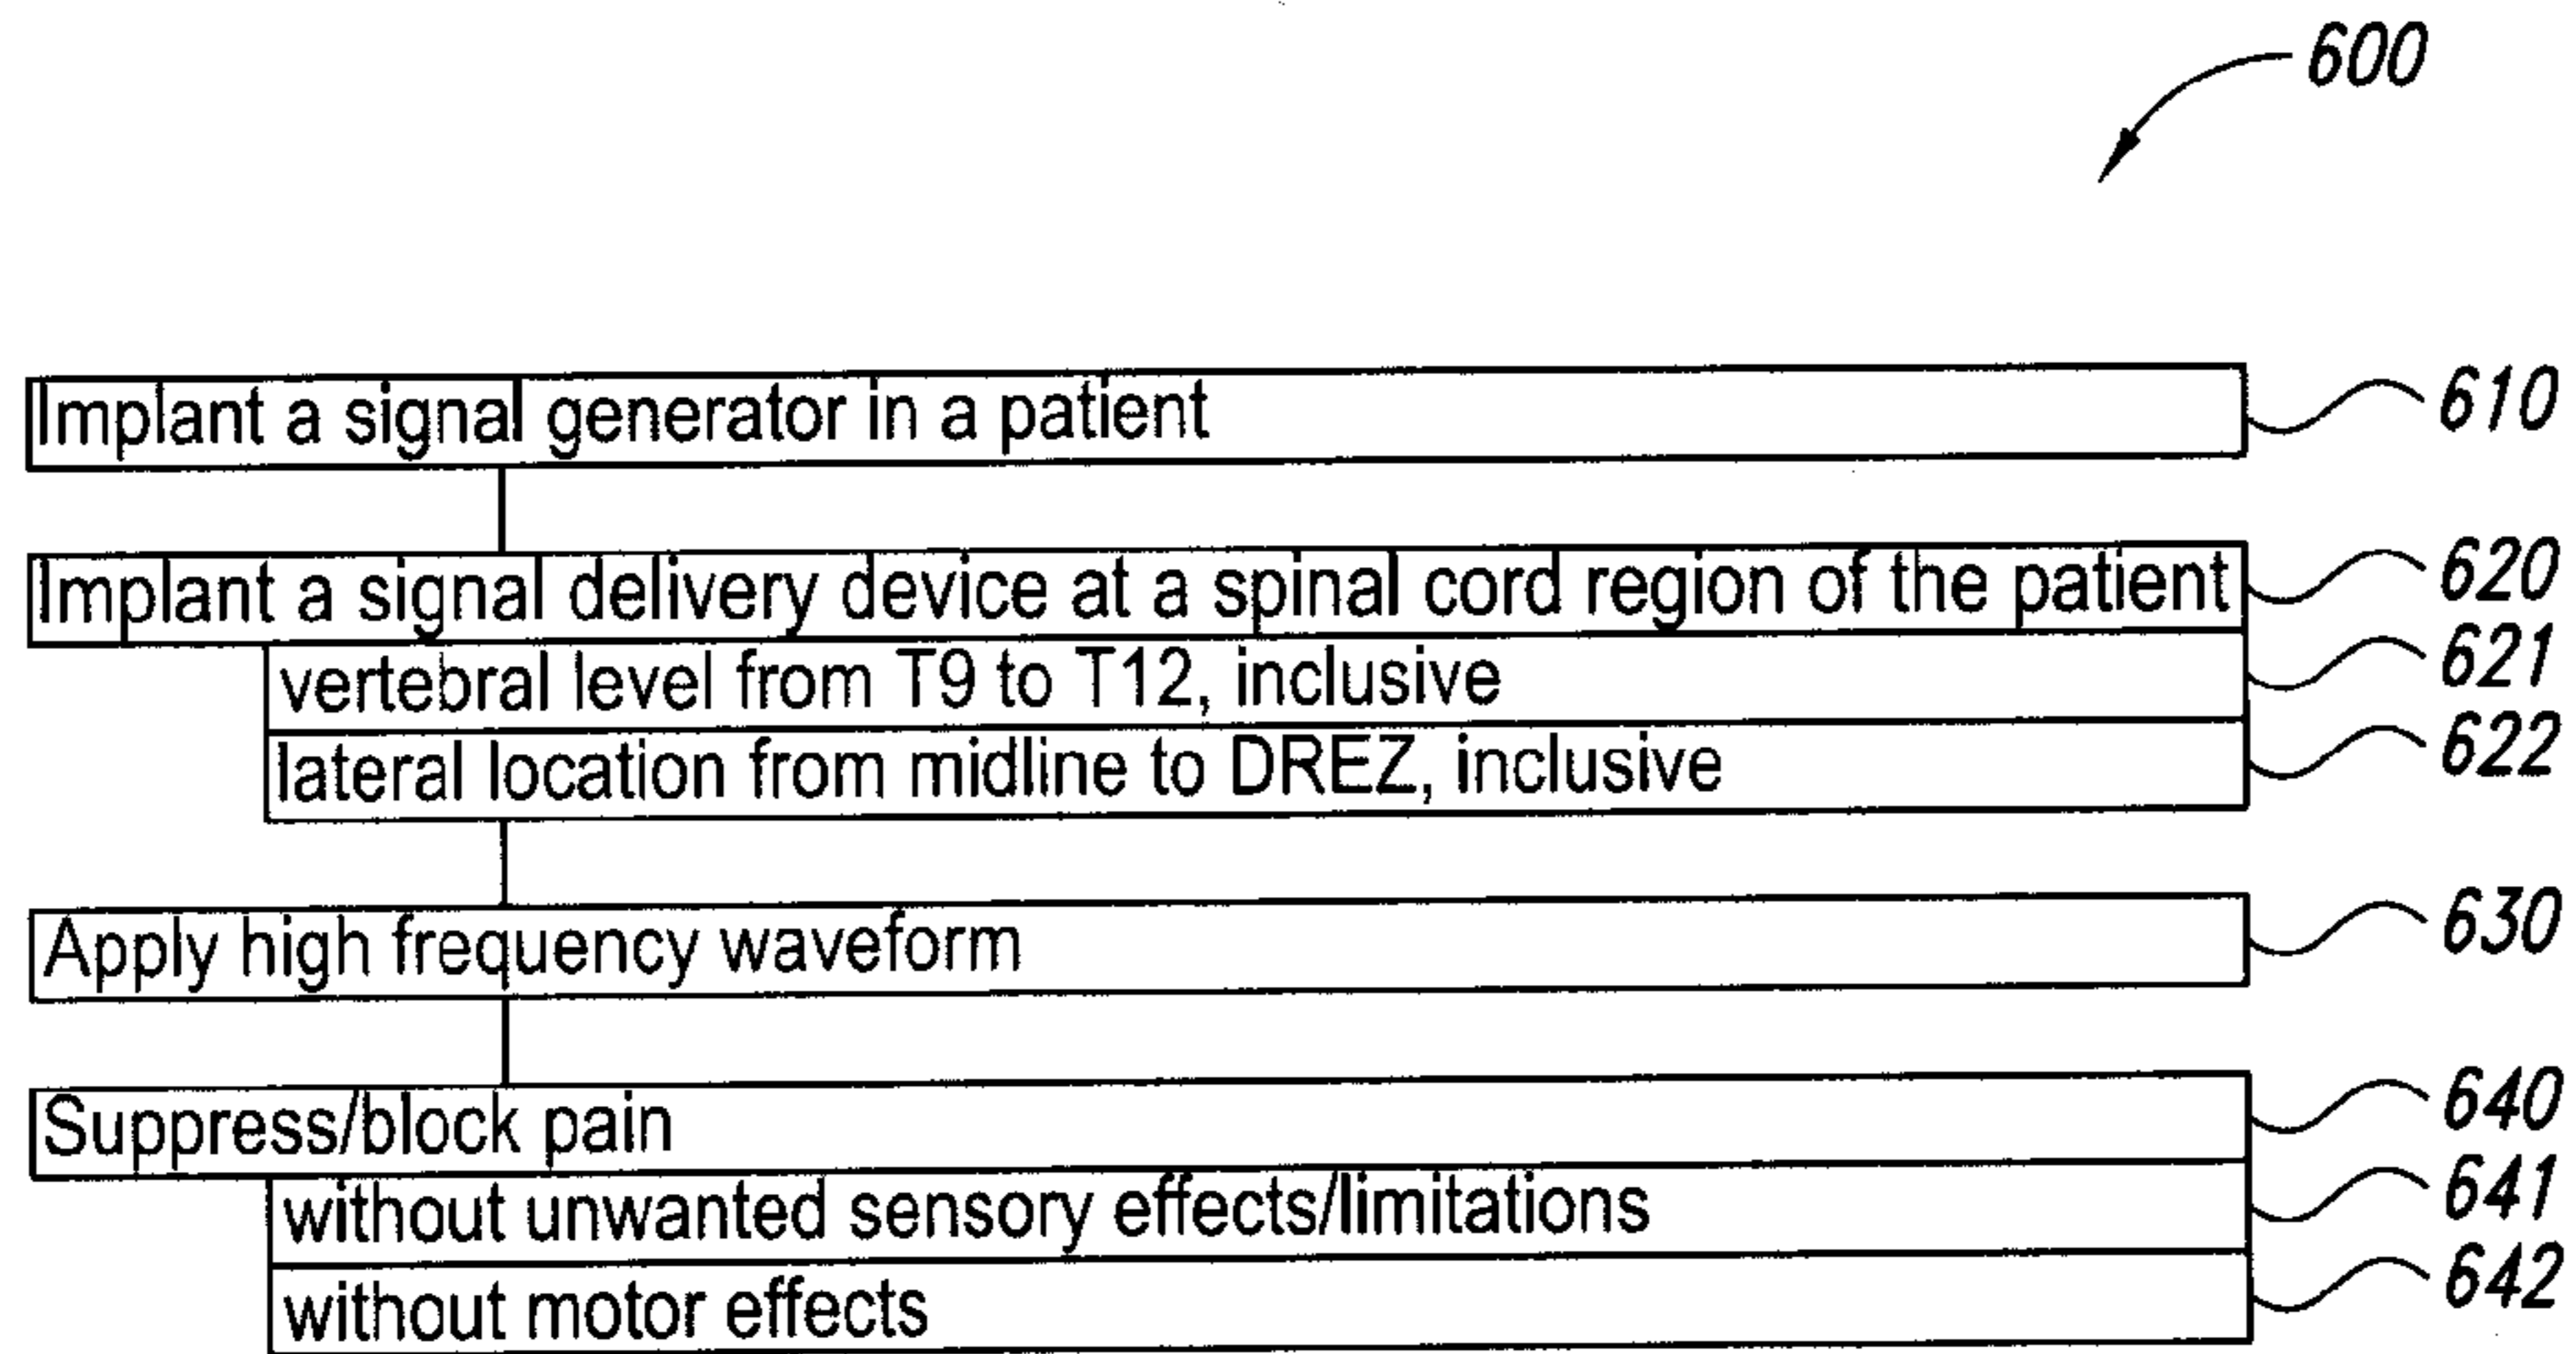 600
Implant a signal generator in a patient 610
Implant a signal delivery device at a spinal cord region of the patient 620
vertebral level from T9 to T12, inclusive 621
lateral location from midline to DREZ, inclusive 622
Apply high frequency waveform 630
Suppress/block pain 640
without unwanted sensory effects/limitations 641
without motor effects 642